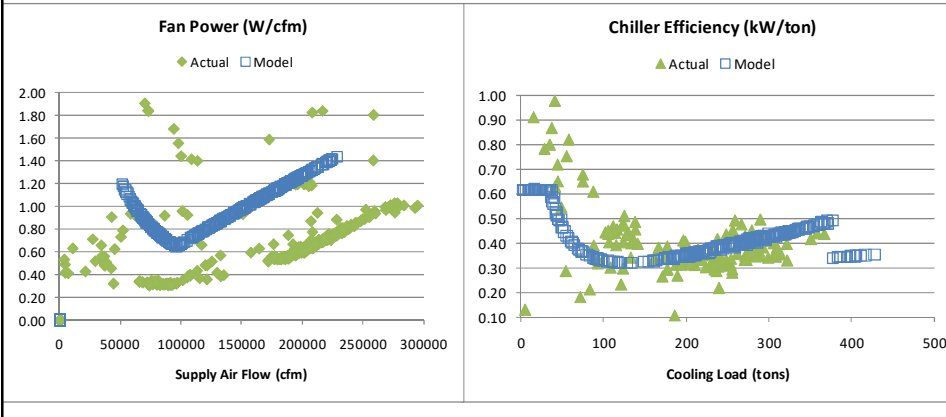 Fan Power (W/cfm)
Actual Model
2.00
1.80
1.60
1.40
1.20
1.00
0.80
0.60
0.40
0.20
0.00
0 50000 100000 150000 200000 250000 300000
Supply Air Flow (cfm)
Chiller Efficiency (kW/ton)
Actual Model
1.00
0.90
0.80
0.70
0.60
0.50
0.40
0.30
0.20
0.10
0 100 200 300 400 500
Cooling Load (tons)